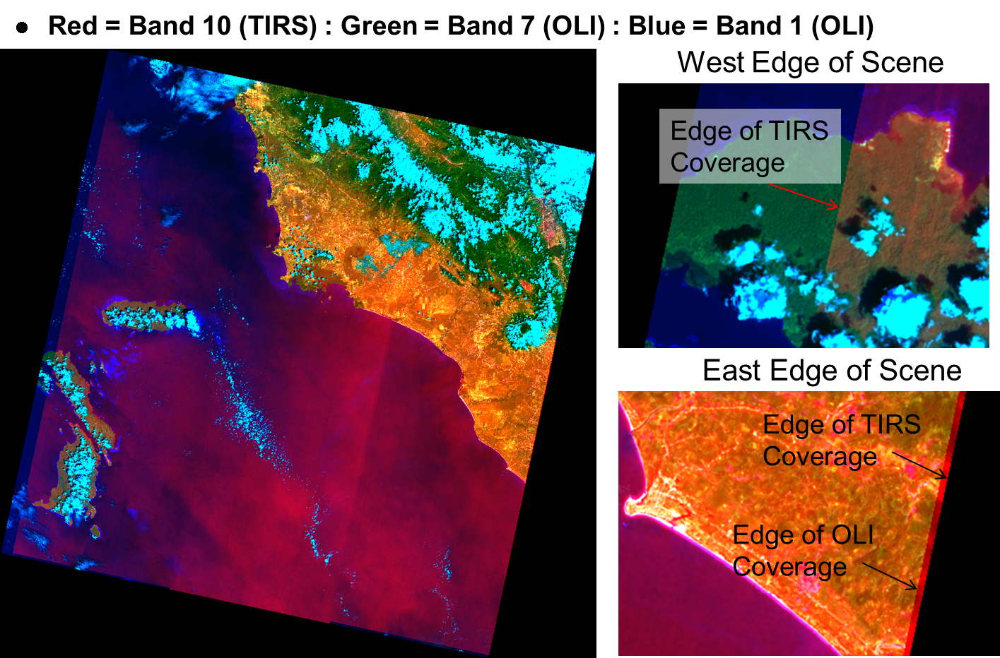 ● Red = Band 10 (TIRS) : Green = Band 7 (OLI) : Blue = Band 1 (OLI)
West Edge of Scene
Edge of TIRS
Coverage
East Edge of Scene
Edge of TIRS
Coverage
Edge of OLI
Coverage